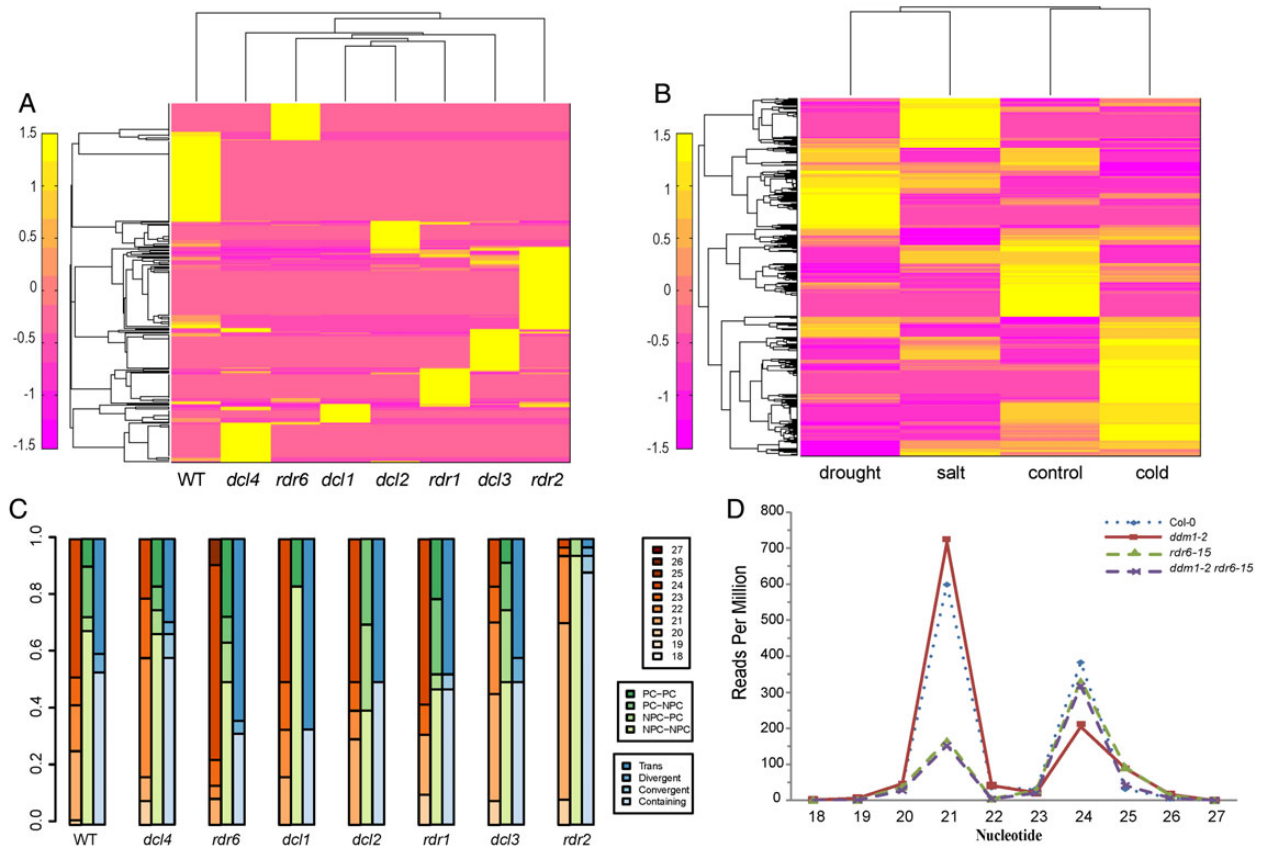 A
1.5
1
0.5
0
-0.5
-1
-1.5
WT dcl4 rdr6 dcl1 dcl2 rdr1 dcl3 rdr2
B
1.5
1
0.5
0
-0.5
-1
-1.5
drought salt control cold
C
1.0
0.8
0.6
0.4
0.2
0.0
WT dcl4 rdr6 dcl1 dcl2 rdr1 dcl3 rdr2
27
26
25
24
23
22
21
20
19
18
PC-PC
PC-NPC
NPC-PC
NPC-NPC
Trans
Divergent
Convergent
Containing
D
Reads Per Million
800
700
600
500
400
300
200
100
0
18 19 20 21 22 23 24 25 26 27
Nucleotide
Col-0
ddm1-2
rdr6-15
ddm1-2 rdr6-15